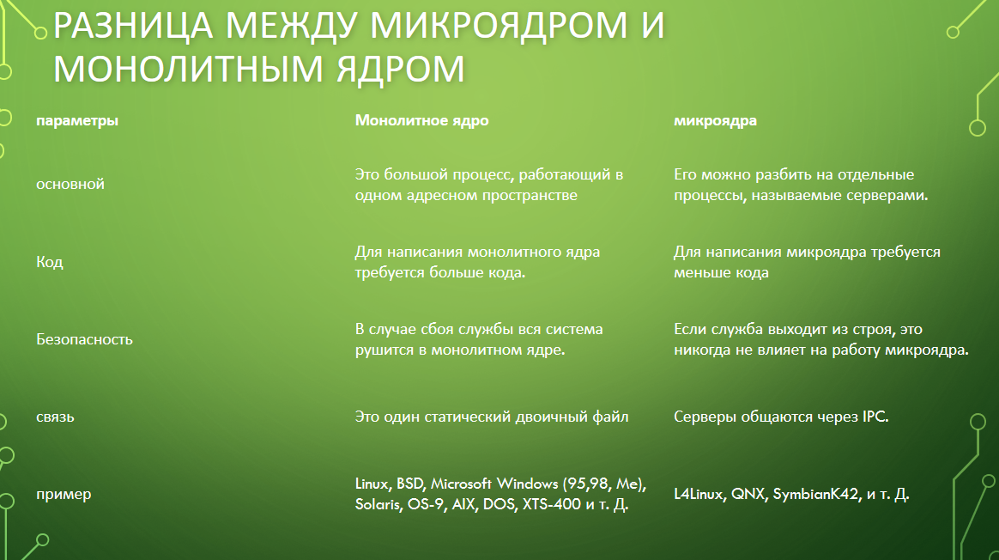 РАЗНИЦА МЕЖДУ МИКРОЯДРОМ И
МОНОЛИТНЫМ ЯДРОМ
параметры
Монолитное ядро
микроядра
основной
Это большой процесс, работающий в
одном адресном пространстве
Его можно разбить на отдельные
процессы, называемые серверами.
Код
Для написания монолитного ядра
требуется больше кода.
Для написания микроядра требуется
меньше кода
Безопасность
В случае сбоя службы вся система
рушится в монолитном ядре.
Если служба выходит из строя, это
никогда не влияет на работу микроядра.
связь
Это один статический двоичный файл
Серверы общаются через IPC.
пример
Linux, BSD, Microsoft Windows (95,98, Me),
Solaris, OS-9, AIX, DOS, XTS-400 и т. Д.
L4Linux, QNX, SymbianK42, и т. Д.